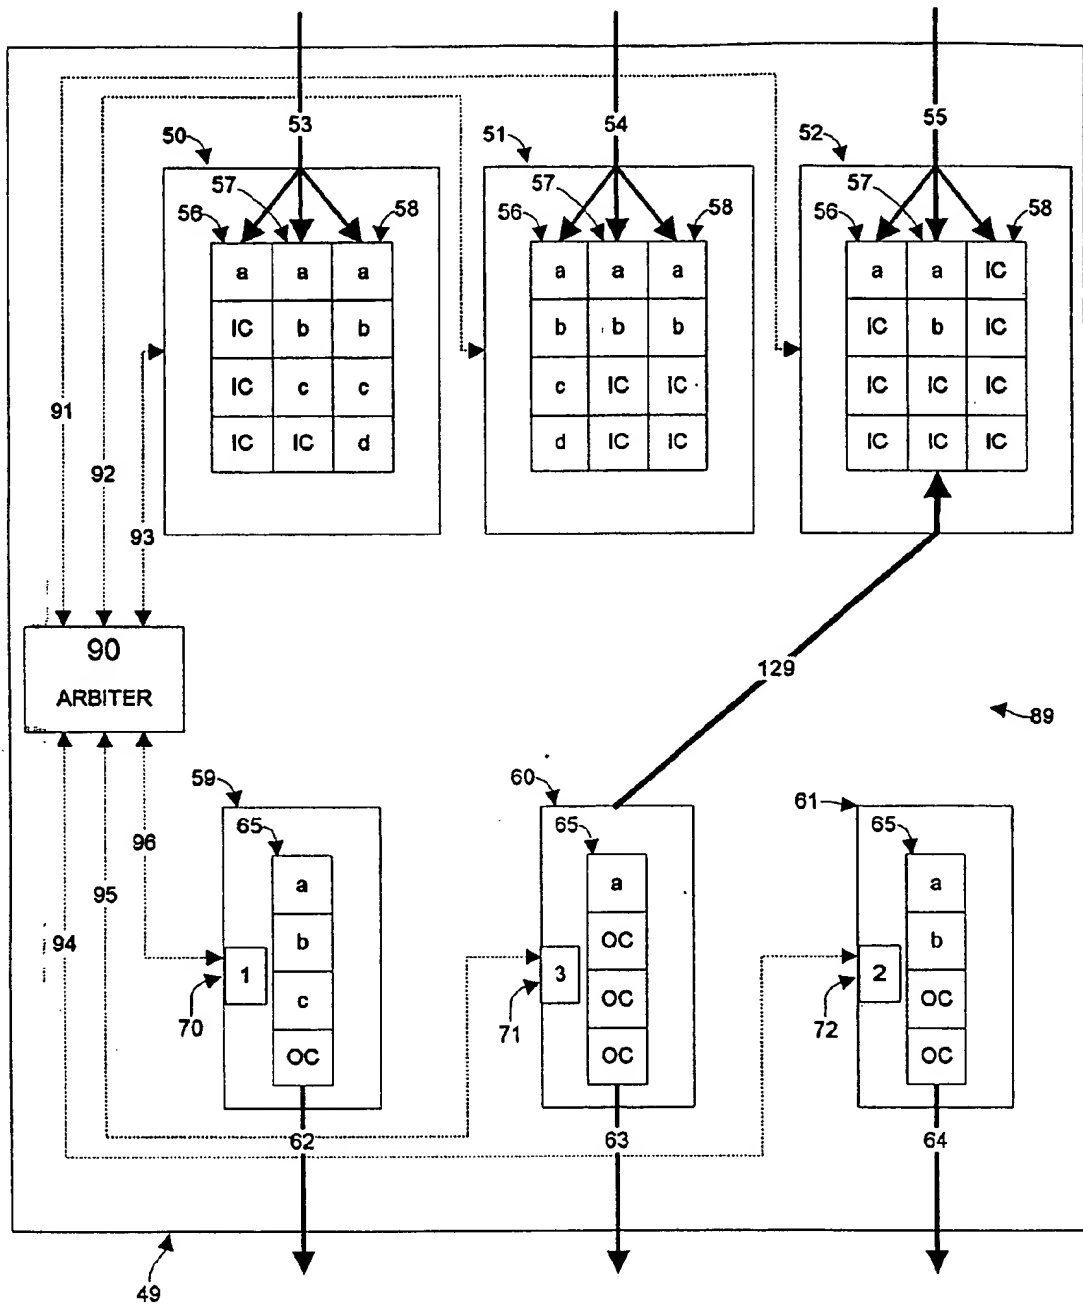 53
54
55
50
51
52
57
57
57
56
58
56
58
56
58
a a a
a a a
a a IC
IC b b
b b b
IC b IC
IC c c
c IC IC
IC IC IC
IC IC d
d IC IC
IC IC IC
91
92
93
90
ARBITER
129
89
59
60
61
65
65
65
96
95
94
a
a
a
b
OC
b
1
3
2
c
OC
OC
70
71
72
OC
OC
OC
62
63
64
49